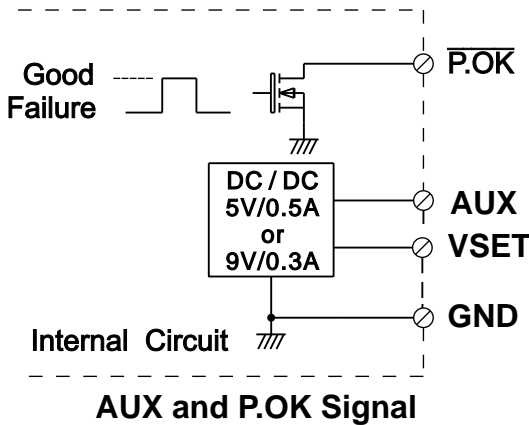 P.OK
Good
Failure
DC / DC
5V/0.5A
or
9V/0.3A
AUX
VSET
GND
Internal Circuit
AUX and P.OK Signal